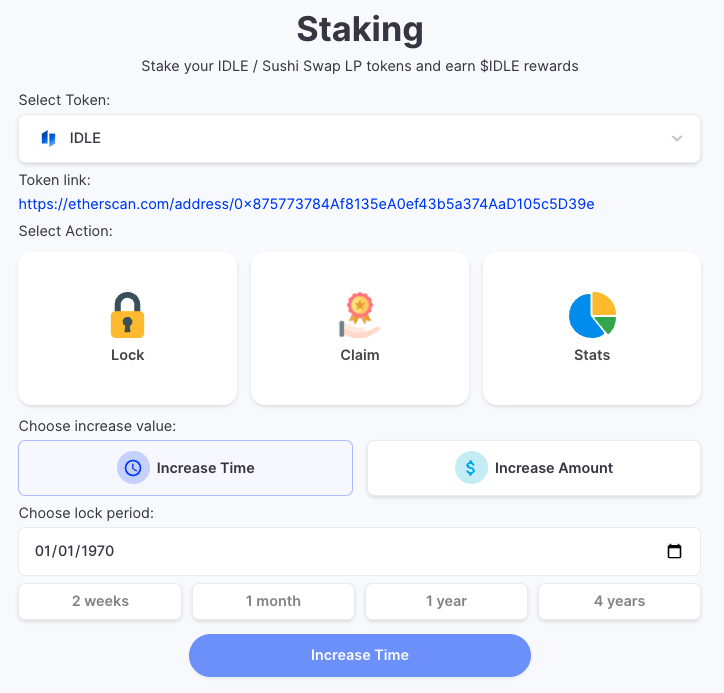 Staking
Stake your IDLE / Sushi Swap LP tokens and earn $IDLE rewards
Select Token:
IDLE
Token link:
https://etherscan.com/address/0×875773784Af8135eA0ef43b5a374AaD105c5D39e
Select Action:
Lock
Claim
Stats
Choose increase value:
Increase Time
Increase Amount
Choose lock period:
01/01/1970
2 weeks
1 month
1 year
4 years
Increase Time